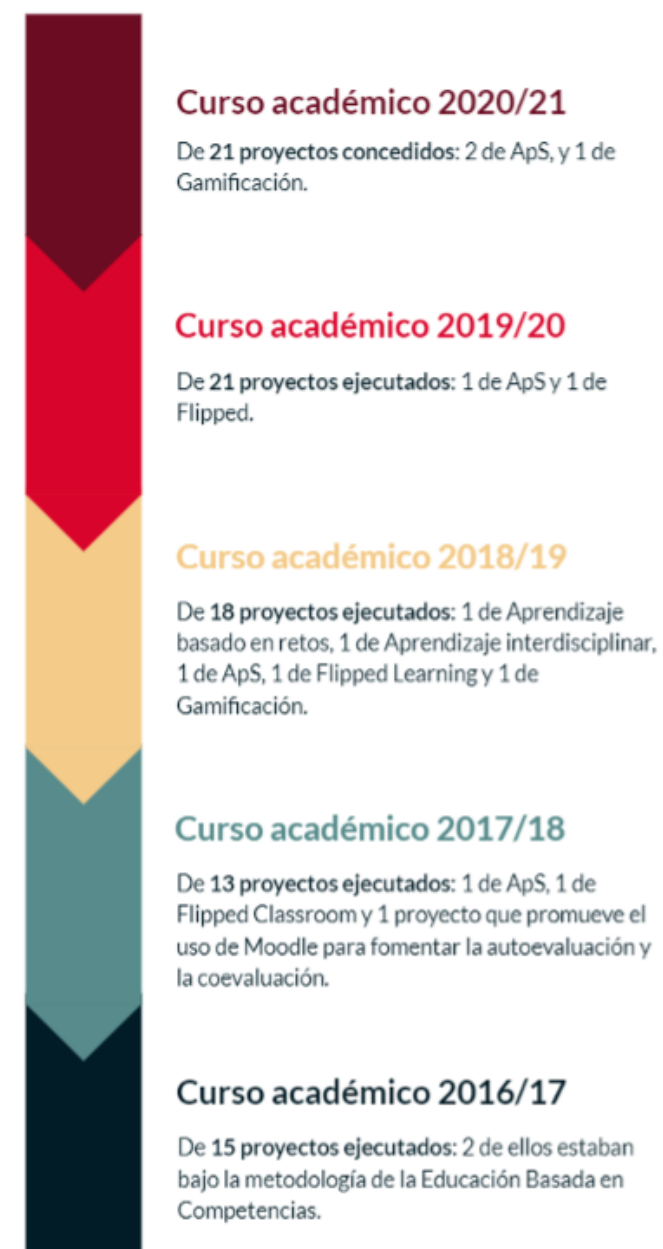 Curso académico 2020/21
De 21 proyectos concedidos: 2 de ApS, y 1 de
Gamificación.
Curso académico 2019/20
De 21 proyectos ejecutados: 1 de ApS y 1 de
Flipped.
Curso académico 2018/19
De 18 proyectos ejecutados: 1 de Aprendizaje
basado en retos, 1 de Aprendizaje interdisciplinar,
1 de ApS, 1 de Flipped Learning y 1 de
Gamificación.
Curso académico 2017/18
De 13 proyectos ejecutados: 1 de ApS, 1 de
Flipped Classroom y 1 proyecto que promueve el
uso de Moodle para fomentar la autoevaluación y
la coevaluación.
Curso académico 2016/17
De 15 proyectos ejecutados: 2 de ellos estaban
bajo la metodología de la Educación Basada en
Competencias.